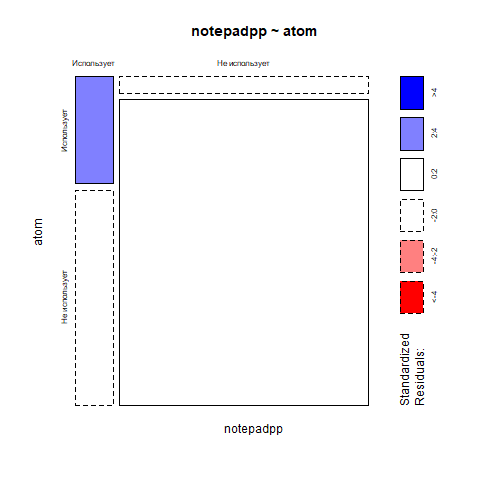 notepadpp ~ atom
Использует
Не использует
Использует
Не использует
atom
notepadpp
>4
2:4
0:2
-2:0
-4:-2
<-4
Standardized
Residuals: